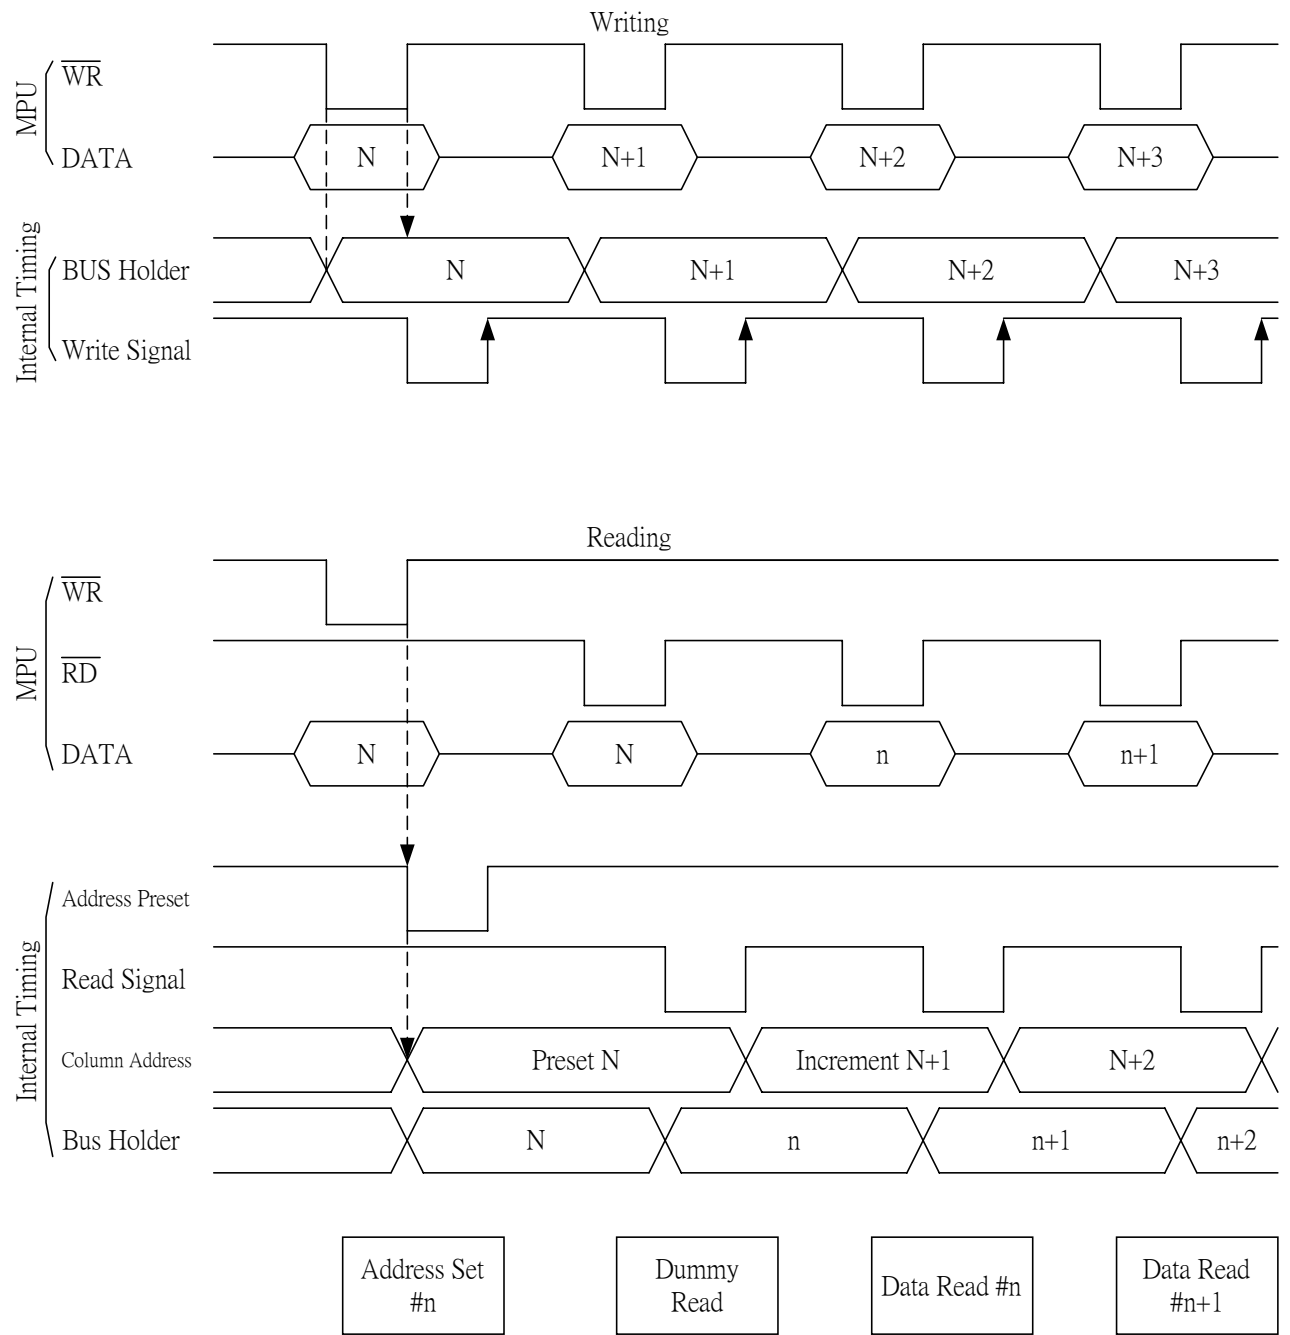 Writing
MPU
WR
DATA
N
N+1
N+2
N+3
Internal Timing
BUS Holder
N
N+1
N+2
N+3
Write Signal
Reading
MPU
WR
RD
DATA
N
N
n
n+1
Internal Timing
Address Preset
Read Signal
Column Address
Preset N
Increment N+1
N+2
Bus Holder
N
n
n+1
n+2
Address Set
#n
Dummy
Read
Data Read #n
Data Read
#n+1